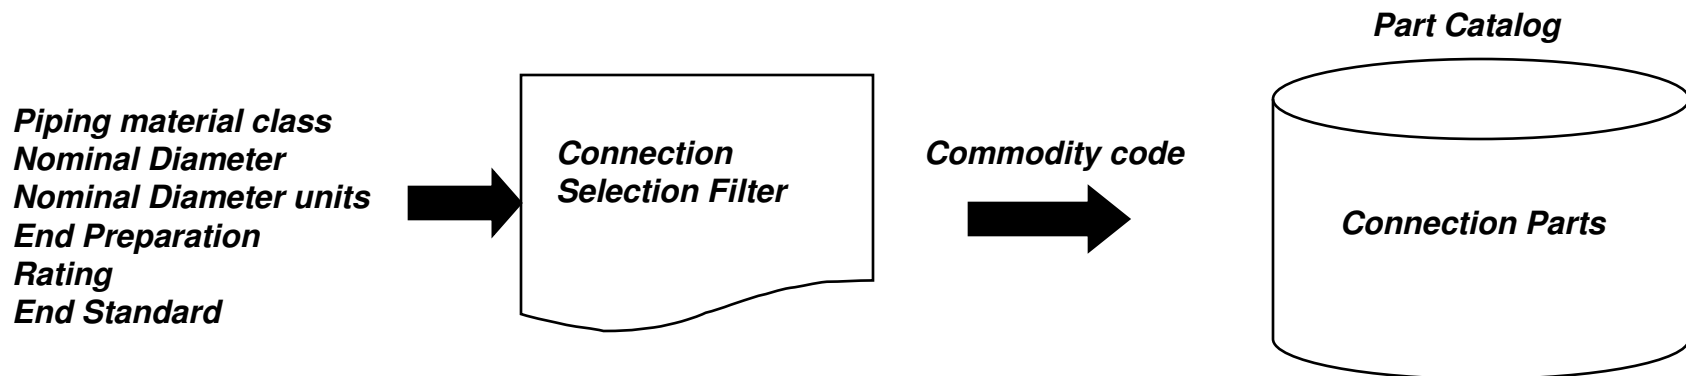 Part Catalog
Piping material class
Nominal Diameter
Nominal Diameter units
End Preparation
Rating
End Standard
Connection
Selection Filter
Commodity code
Connection Parts